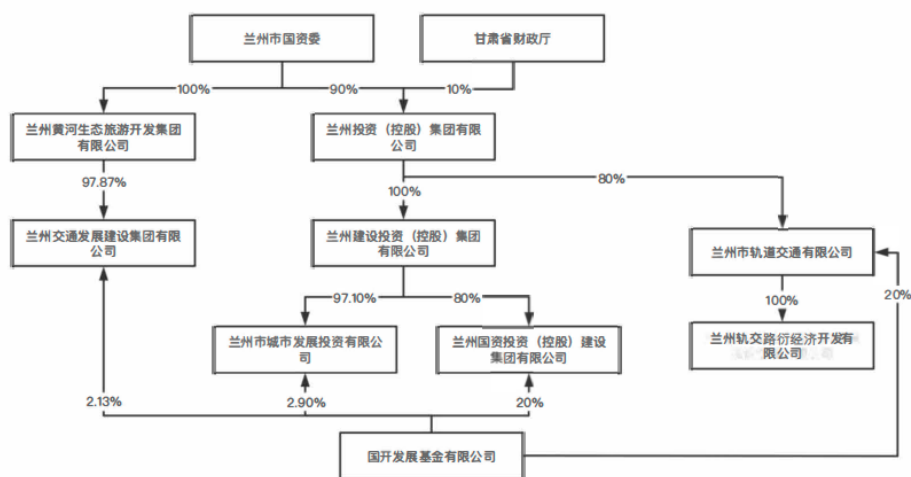 兰州市国资委
甘肃省财政厅
100%
90%
10%
兰州黄河生态旅游开发集团
有限公司
兰州投资（控股）集团有限
公司
97.87%
100%
80%
兰州交通发展建设集团有限
公司
兰州建设投资（控股）集团
有限公司
兰州市轨道交通有限公司
97.10%
80%
100%
20%
兰州市城市发展投资有限公
司
兰州国资投资（控股）建设
集团有限公司
兰州轨交路衍经济开发有
限公司
2.13%
2.90%
20%
国开发展基金有限公司